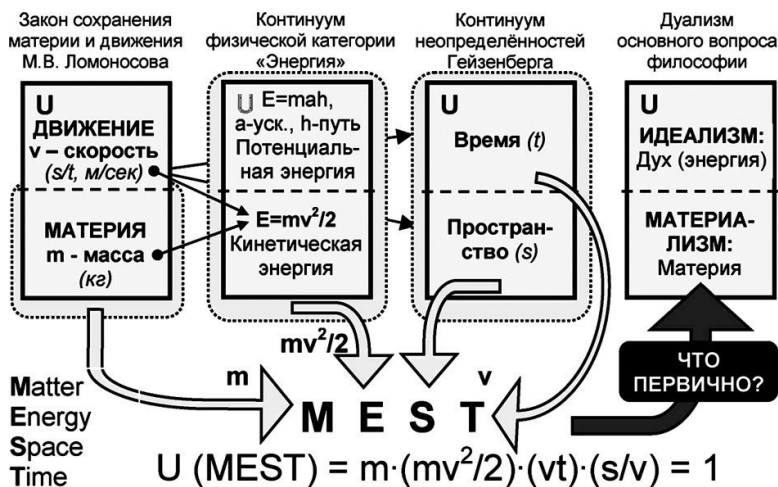 Закон сохранения
материи и движения
М.В. Ломоносова
U
ДВИЖЕНИЕ
v – скорость
(s/t, м/сек)
МАТЕРИЯ
m - масса
(кг)
Континуум
физической категории
«Энергия»
U E=mah,
а-уск., h-путь
Потенциаль-
ная энергия
E=mv²/2
Кинетическая
энергия
Континуум
неопределённостей
Гейзенберга
U
Время (t)
Простран-
ство (s)
Дуализм
основного вопроса
философии
U
ИДЕАЛИЗМ:
Дух (энергия)
МАТЕРИА-
ЛИЗМ:
Материя
ЧТО
ПЕРВИЧНО?
m
mv²/2
v
M E S T
Matter
Energy
Space
Time
U (MEST) = m·(mv²/2)·(vt)·(s/v) = 1